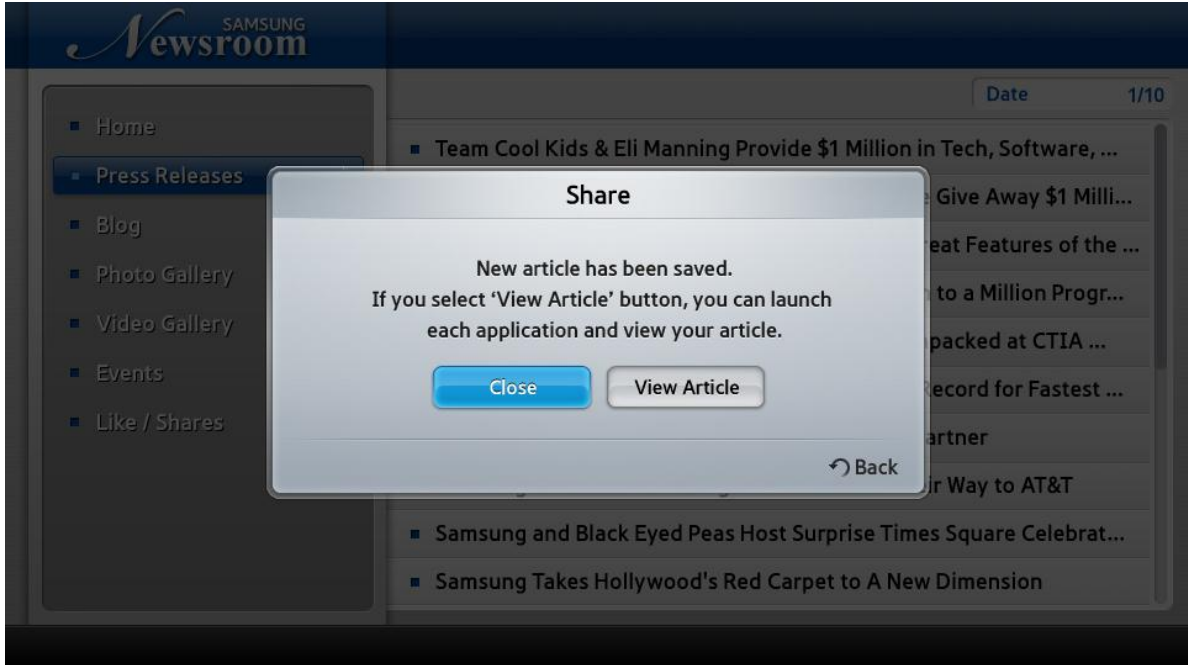 SAMSUNG
Newsroom
Date 1/10
Home
Press Releases
Blog
Photo Gallery
Video Gallery
Events
Like / Shares
Team Cool Kids & Eli Manning Provide $1 Million in Tech, Software, ...
Give Away $1 Milli...
Features of the ...
to a Million Progr...
at CTIA ...
for Fastest ...
Way to AT&T
Samsung and Black Eyed Peas Host Surprise Times Square Celebrat...
Samsung Takes Hollywood's Red Carpet to A New Dimension
Share
New article has been saved.
If you select ‘View Article’ button, you can launch
each application and view your article.
Close View Article
Back